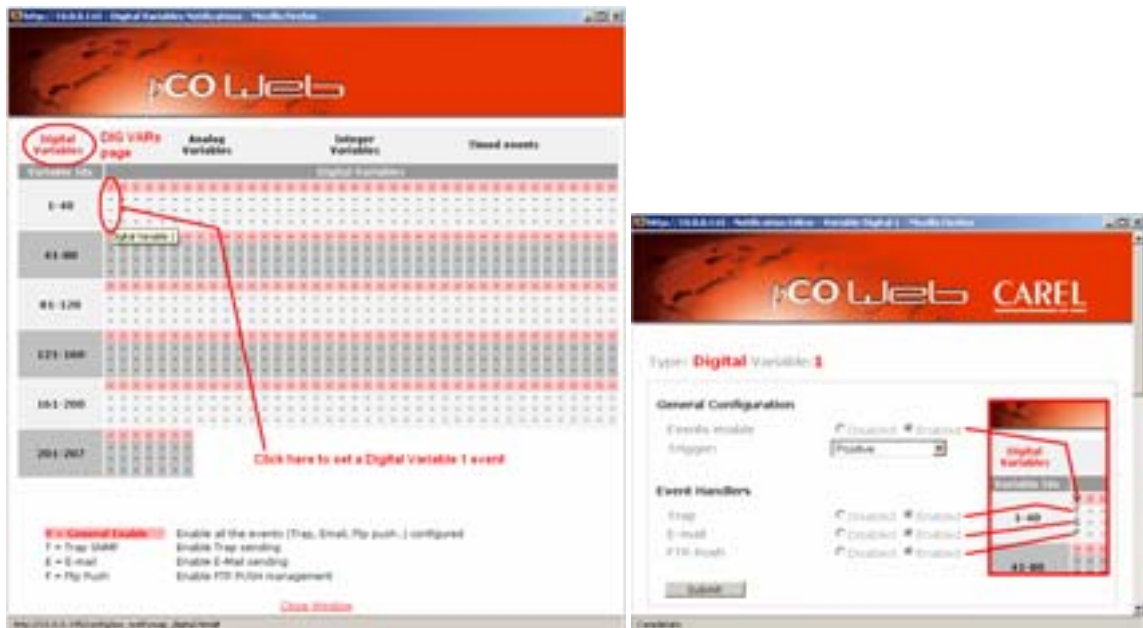 pCO Web
Digital Variables
DIG VARs page
Analog Variables
Integer Variables
Timed events
Variable Ids
Digital Variables
1-40
Digital Variable 1
41-80
81-120
121-160
161-200
201-207
Click here to set a Digital Variable 1 event
= General Enable Enable all the events (Trap, Email, Ftp push..) configured
T = Trap SNMP Enable Trap sending
E = E-mail Enable E-Mail sending
F = Ftp Push Enable FTP PUSH management
Close Window
pCO Web CAREL
Type: Digital Variable: 1
General Configuration
Events enable Disabled Enabled
Trigger: Positive
Event Handlers
Trap Disabled Enabled
E-mail Disabled Enabled
FTP Push Disabled Enabled
Submit
Digital Variables
Variable Ids
1-40
41-80